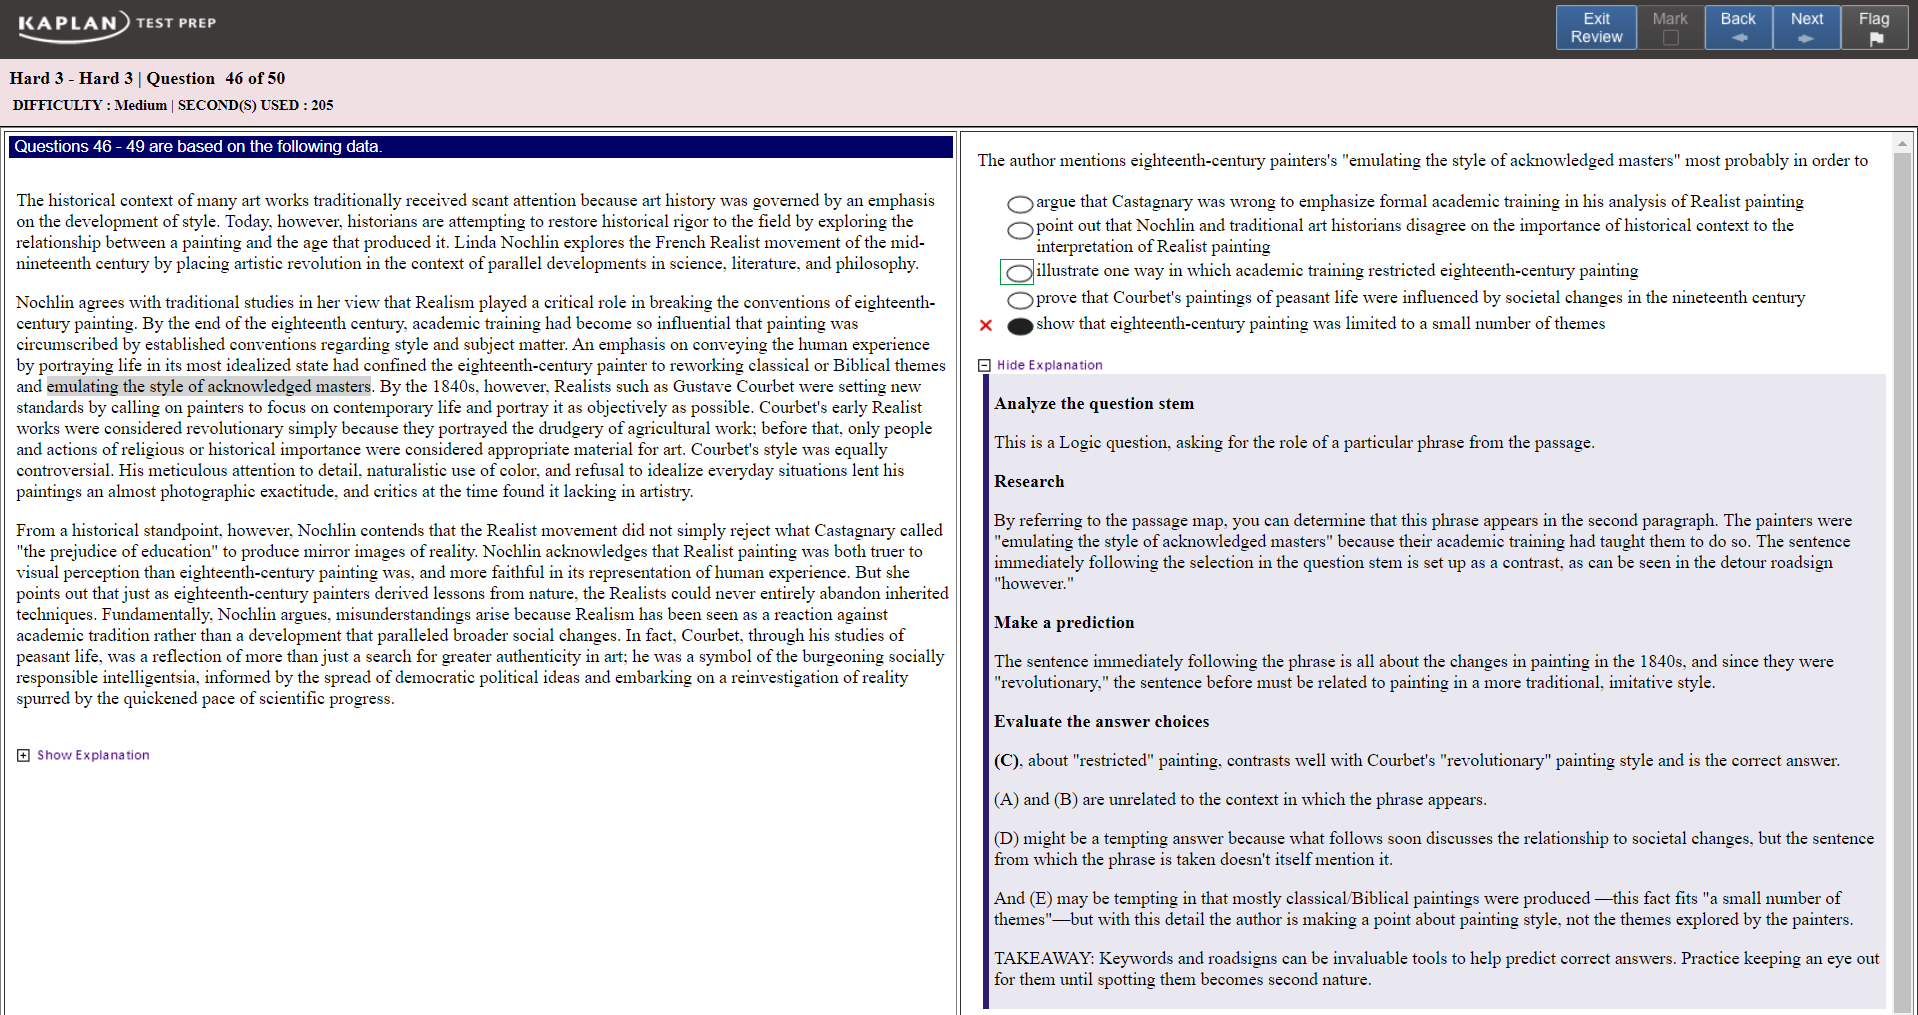 KAPLAN TEST PREP
Exit Review
Mark
Back
Next
Flag
Hard 3 - Hard 3 | Question 46 of 50
DIFFICULTY : Medium | SECOND(S) USED : 205
Questions 46 - 49 are based on the following data.
The historical context of many art works traditionally received scant attention because art history was governed by an emphasis
on the development of style. Today, however, historians are attempting to restore historical rigor to the field by exploring the
relationship between a painting and the age that produced it. Linda Nochlin explores the French Realist movement of the mid-
nineteenth century by placing artistic revolution in the context of parallel developments in science, literature, and philosophy.
Nochlin agrees with traditional studies in her view that Realism played a critical role in breaking the conventions of eighteenth-
century painting. By the end of the eighteenth century, academic training had become so influential that painting was
circumscribed by established conventions regarding style and subject matter. An emphasis on conveying the human experience
by portraying life in its most idealized state had confined the eighteenth-century painter to reworking classical or Biblical themes
and emulating the style of acknowledged masters. By the 1840s, however, Realists such as Gustave Courbet were setting new
standards by calling on painters to focus on contemporary life and portray it as objectively as possible. Courbet's early Realist
works were considered revolutionary simply because they portrayed the drudgery of agricultural work; before that, only people
and actions of religious or historical importance were considered appropriate material for art. Courbet's style was equally
controversial. His meticulous attention to detail, naturalistic use of color, and refusal to idealize everyday situations lent his
paintings an almost photographic exactitude, and critics at the time found it lacking in artistry.
From a historical standpoint, however, Nochlin contends that the Realist movement did not simply reject what Castagnary called
"the prejudice of education" to produce mirror images of reality. Nochlin acknowledges that Realist painting was both truer to
visual perception than eighteenth-century painting was, and more faithful in its representation of human experience. But she
points out that just as eighteenth-century painters derived lessons from nature, the Realists could never entirely abandon inherited
techniques. Fundamentally, Nochlin argues, misunderstandings arise because Realism has been seen as a reaction against
academic tradition rather than a development that paralleled broader social changes. In fact, Courbet, through his studies of
peasant life, was a reflection of more than just a search for greater authenticity in art; he was a symbol of the burgeoning socially
responsible intelligentsia, informed by the spread of democratic political ideas and embarking on a reinvestigation of reality
spurred by the quickened pace of scientific progress.
Show Explanation
The author mentions eighteenth-century painters's "emulating the style of acknowledged masters" most probably in order to
argue that Castagnary was wrong to emphasize formal academic training in his analysis of Realist painting
point out that Nochlin and traditional art historians disagree on the importance of historical context to the
interpretation of Realist painting
illustrate one way in which academic training restricted eighteenth-century painting
prove that Courbet's paintings of peasant life were influenced by societal changes in the nineteenth century
show that eighteenth-century painting was limited to a small number of themes
Hide Explanation
Analyze the question stem
This is a Logic question, asking for the role of a particular phrase from the passage.
Research
By referring to the passage map, you can determine that this phrase appears in the second paragraph. The painters were
"emulating the style of acknowledged masters" because their academic training had taught them to do so. The sentence
immediately following the selection in the question stem is set up as a contrast, as can be seen in the detour roadsign
"however."
Make a prediction
The sentence immediately following the phrase is all about the changes in painting in the 1840s, and since they were
"revolutionary," the sentence before must be related to painting in a more traditional, imitative style.
Evaluate the answer choices
(C), about "restricted" painting, contrasts well with Courbet's "revolutionary" painting style and is the correct answer.
(A) and (B) are unrelated to the context in which the phrase appears.
(D) might be a tempting answer because what follows soon discusses the relationship to societal changes, but the sentence
from which the phrase is taken doesn't itself mention it.
And (E) may be tempting in that mostly classical/Biblical paintings were produced —this fact fits "a small number of
themes"—but with this detail the author is making a point about painting style, not the themes explored by the painters.
TAKEAWAY: Keywords and roadsigns can be invaluable tools to help predict correct answers. Practice keeping an eye out
for them until spotting them becomes second nature.